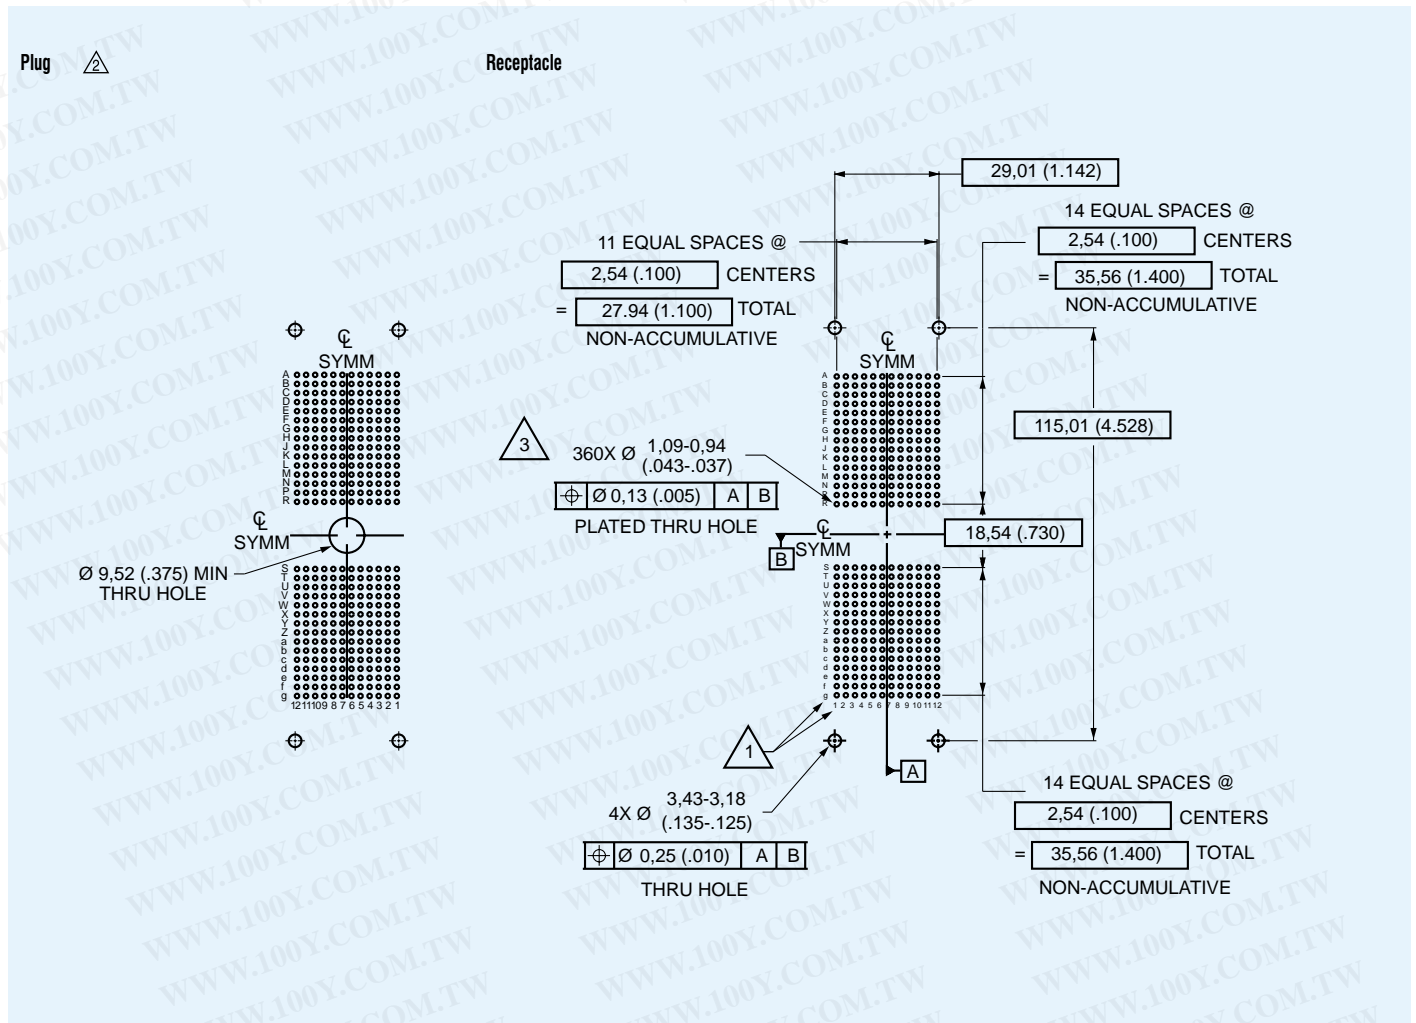 Plug 2
Receptacle
29,01 (1.142)
14 EQUAL SPACES @
2,54 (.100) CENTERS
= 35,56 (1.400) TOTAL
NON-ACCUMULATIVE
11 EQUAL SPACES @
2,54 (.100) CENTERS
= 27.94 (1.100) TOTAL
NON-ACCUMULATIVE
℄
SYMM
℄
SYMM
A
B
C
D
E
F
G
H
J
K
L
M
N
P
R
A
B
C
D
E
F
G
H
J
K
L
M
N
P
R
115,01 (4.528)
3
360X Ø 1,09-0,94
(.043-.037)
⌖ Ø 0,13 (.005) A B
PLATED THRU HOLE
℄
SYMM
℄
SYMM
B
18,54 (.730)
Ø 9,52 (.375) MIN
THRU HOLE
S
T
U
V
W
X
Y
Z
a
b
c
d
e
f
g
12 11 10 9 8 7 6 5 4 3 2 1
S
T
U
V
W
X
Y
Z
a
b
c
d
e
f
g
1 2 3 4 5 6 7 8 9 10 11 12
1
A
4X Ø 3,43-3,18
(.135-.125)
⌖ Ø 0,25 (.010) A B
THRU HOLE
14 EQUAL SPACES @
2,54 (.100) CENTERS
= 35,56 (1.400) TOTAL
NON-ACCUMULATIVE
WWW.100Y.COM.TW